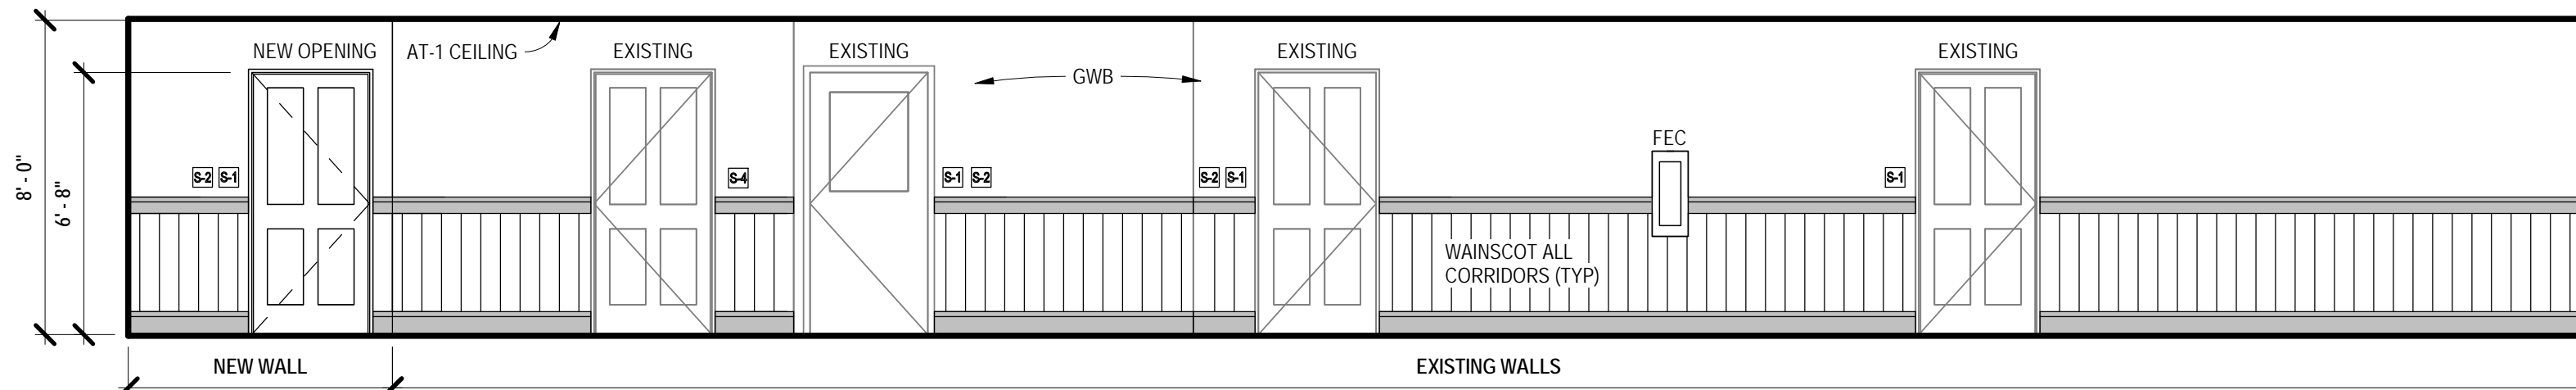 NEW OPENING
AT-1 CEILING
EXISTING
EXISTING
GWB
EXISTING
EXISTING
FEC
8' - 0"
6' - 8"
S-2 S-1
S-4
S-1 S-2
S-2 S-1
S-1
WAINSCOT ALL
CORRIDORS (TYP)
NEW WALL
EXISTING WALLS